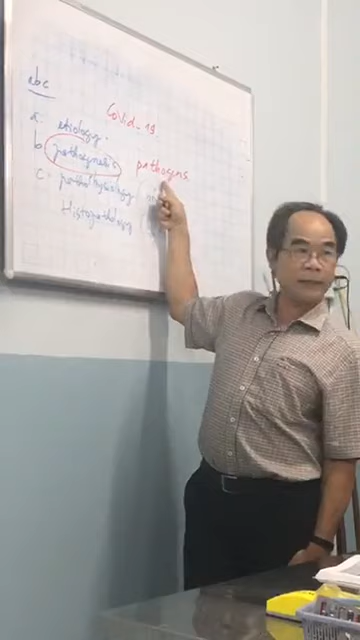 abc
Covid-19
a. etiology.
b pathogenesis pathogens
c. pathophysiology
Histopathology